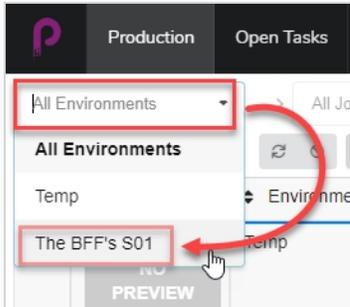 Production
Open Tasks
All Environments
All Jo
All Environments
Temp
Environme
The BFF's S01
Temp
NO
PREVIEW